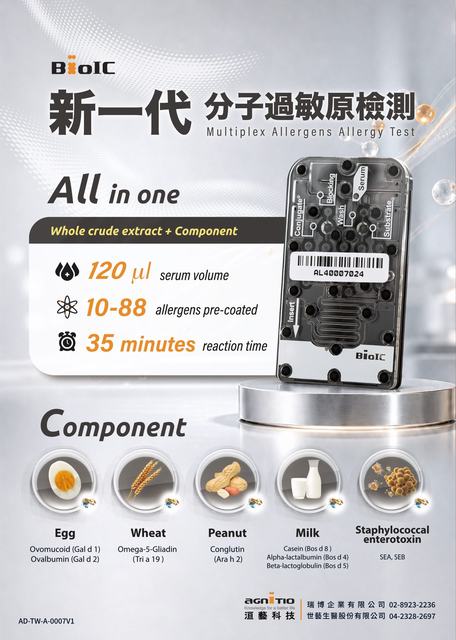 BioIC
新一代 分子過敏原檢測
Multiplex Allergens Allergy Test
All in one
Whole crude extract + Component
120 µl serum volume
10-88 allergens pre-coated
35 minutes reaction time
Conjugate
Blocking
Wash
Serum
Substrate
AL40007024
Insert
BioIC
Component
Egg
Ovomucoid (Gal d 1)
Ovalbumin (Gal d 2)
Wheat
Omega-5-Gliadin
(Tri a 19 )
Peanut
Conglutin
(Ara h 2)
Milk
Casein (Bos d 8 )
Alpha-lactalbumin (Bos d 4)
Beta-lactoglobulin (Bos d 5)
Staphylococcal
enterotoxin
SEA, SEB
AGNITIO
Knowledge for a better life
滙藝科技
瑞博企業有限公司 02-8923-2236
世藝生醫股份有限公司 04-2328-2697
AD-TW-A-0007V1